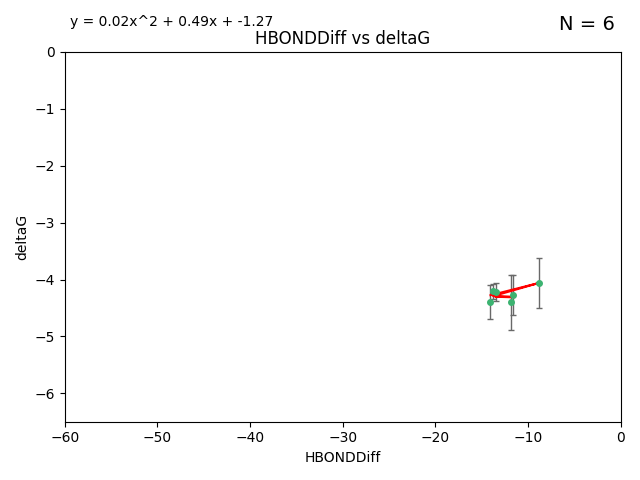 y = 0.02x^2 + 0.49x + -1.27
N = 6
HBONDDiff vs deltaG
0
−1
−2
−3
−4
−5
−6
deltaG
−60
−50
−40
−30
−20
−10
0
HBONDDiff